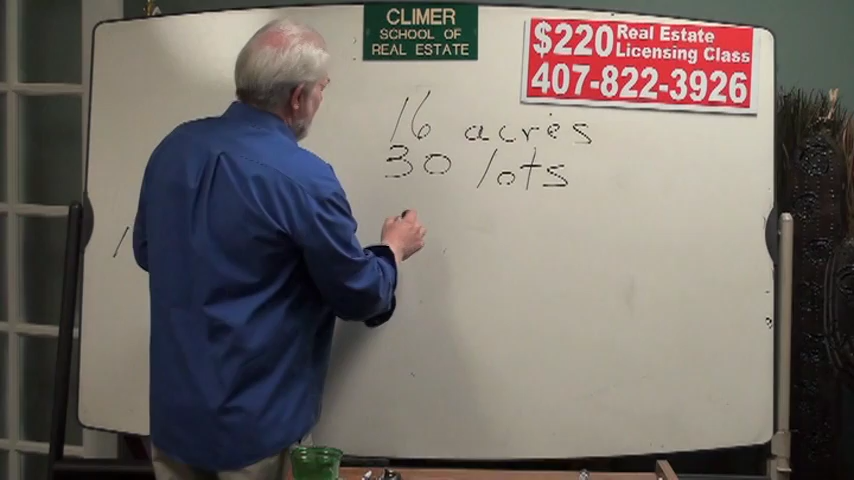 CLIMER
SCHOOL OF
REAL ESTATE
$220 Real Estate
Licensing Class
407-822-3926
16 acres
30 lots